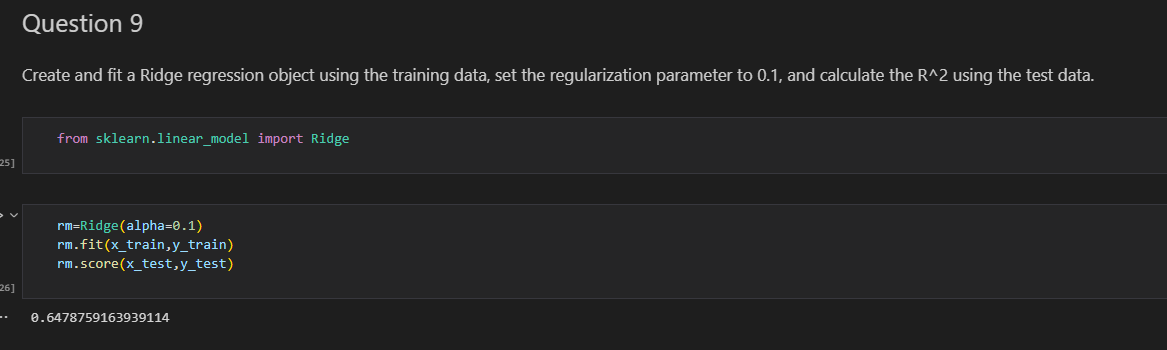 Question 9
Create and fit a Ridge regression object using the training data, set the regularization parameter to 0.1, and calculate the R^2 using the test data.
from sklearn.linear_model import Ridge
25]
rm=Ridge(alpha=0.1)
rm.fit(x_train,y_train)
rm.score(x_test,y_test)
26]
0.6478759163939114